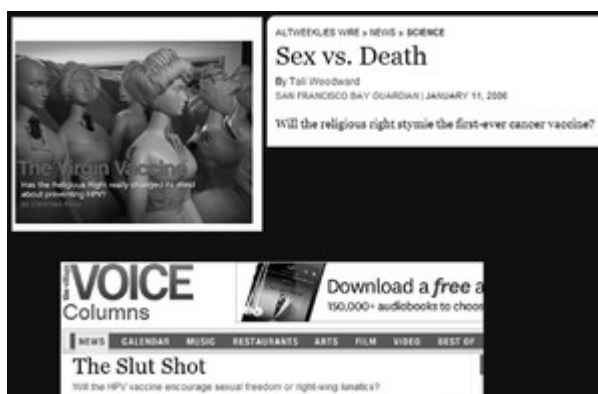 The Virgin Vaccine
Has the Religious Right really changed its mind
about preventing HPV?
ALTWEEKLIES WIRE » NEWS » SCIENCE
Sex vs. Death
By Tali Woodward
SAN FRANCISCO BAY GUARDIAN | JANUARY 11, 2006
Will the religious right stymie the first-ever cancer vaccine?
the village
VOICE
Columns
Download a free a
150,000+ audiobooks to choos
NEWS CALENDAR MUSIC RESTAURANTS ARTS FILM VIDEO BEST OF
The Slut Shot
Will the HPV vaccine encourage sexual freedom or right-wing lunatics?